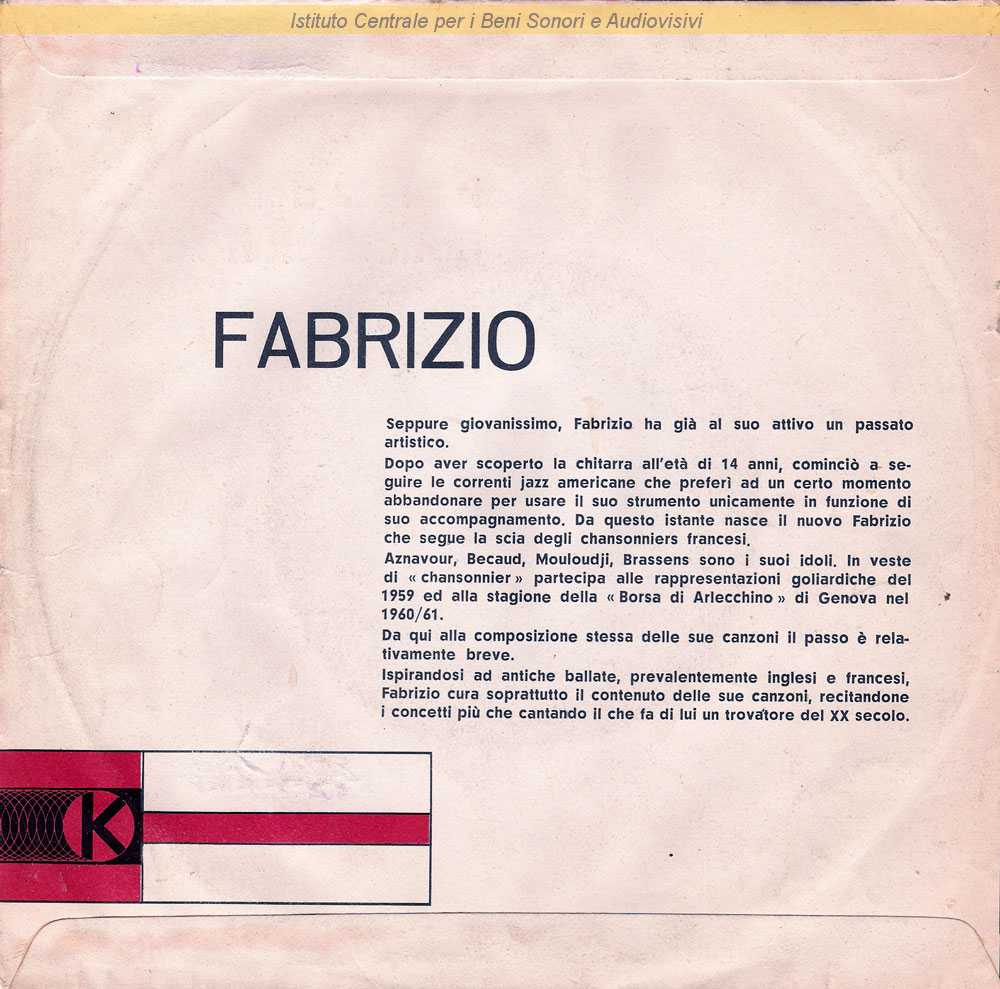 Istituto Centrale per i Beni Sonori e Audiovisivi
FABRIZIO
Seppure giovanissimo, Fabrizio ha già al suo attivo un passato
artistico.
Dopo aver scoperto la chitarra all'età di 14 anni, cominciò a se-
guire le correnti jazz americane che preferì ad un certo momento
abbandonare per usare il suo strumento unicamente in funzione di
suo accompagnamento. Da questo istante nasce il nuovo Fabrizio
che segue la scia degli chansonniers francesi.
Aznavour, Becaud, Mouloudji, Brassens sono i suoi idoli. In veste
di « chansonnier » partecipa alle rappresentazioni goliardiche del
1959 ed alla stagione della « Borsa di Arlecchino » di Genova nel
1960/61.
Da qui alla composizione stessa delle sue canzoni il passo è rela-
tivamente breve.
Ispirandosi ad antiche ballate, prevalentemente inglesi e francesi,
Fabrizio cura soprattutto il contenuto delle sue canzoni, recitandone
i concetti più che cantando il che fa di lui un trovatore del XX secolo.
K